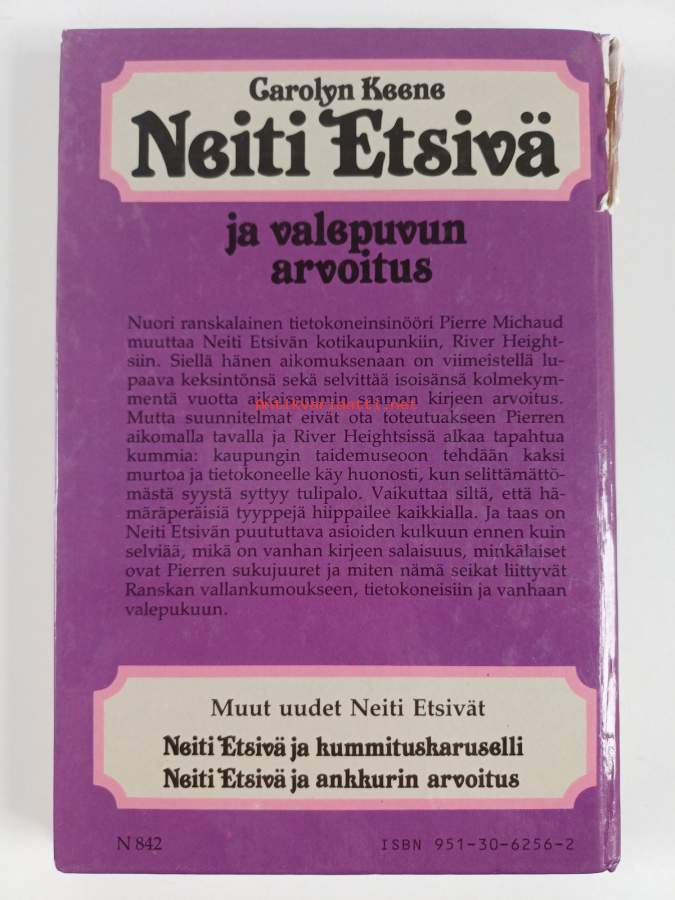 Carolyn Keene
Neiti Etsivä
ja valepuvun
arvoitus
Nuori ranskalainen tietokoneinsinööri Pierre Michaud
muuttaa Neiti Etsivän kotikaupunkiin, River Height-
siin. Siellä hänen aikomuksenaan on viimeistellä lu-
paava keksintönsä sekä selvittää isoisänsä kolmekym-
mentä vuotta aikaisemmin saaman kirjeen arvoitus.
antikvariaatti.net
Mutta suunnitelmat eivät ota toteutuakseen Pierren
aikomalla tavalla ja River Heightsissä alkaa tapahtua
kummia: kaupungin taidemuseoon tehdään kaksi
murtoa ja tietokoneelle käy huonosti, kun selittämättö-
mästä syystä syttyy tulipalo. Vaikuttaa siltä, että hä-
märäperäisiä tyyppejä hiippailee kaikkialla. Ja taas on
Neiti Etsivän puututtava asioiden kulkuun ennen kuin
selviää, mikä on vanhan kirjeen salaisuus, minkälaiset
ovat Pierren sukujuuret ja miten nämä seikat liittyvät
Ranskan vallankumoukseen, tietokoneisiin ja vanhaan
valepukuun.
Muut uudet Neiti Etsivät
Neiti Etsivä ja kummituskaruselli
Neiti Etsivä ja ankkurin arvoitus
N 842
ISBN 951-30-6256-2